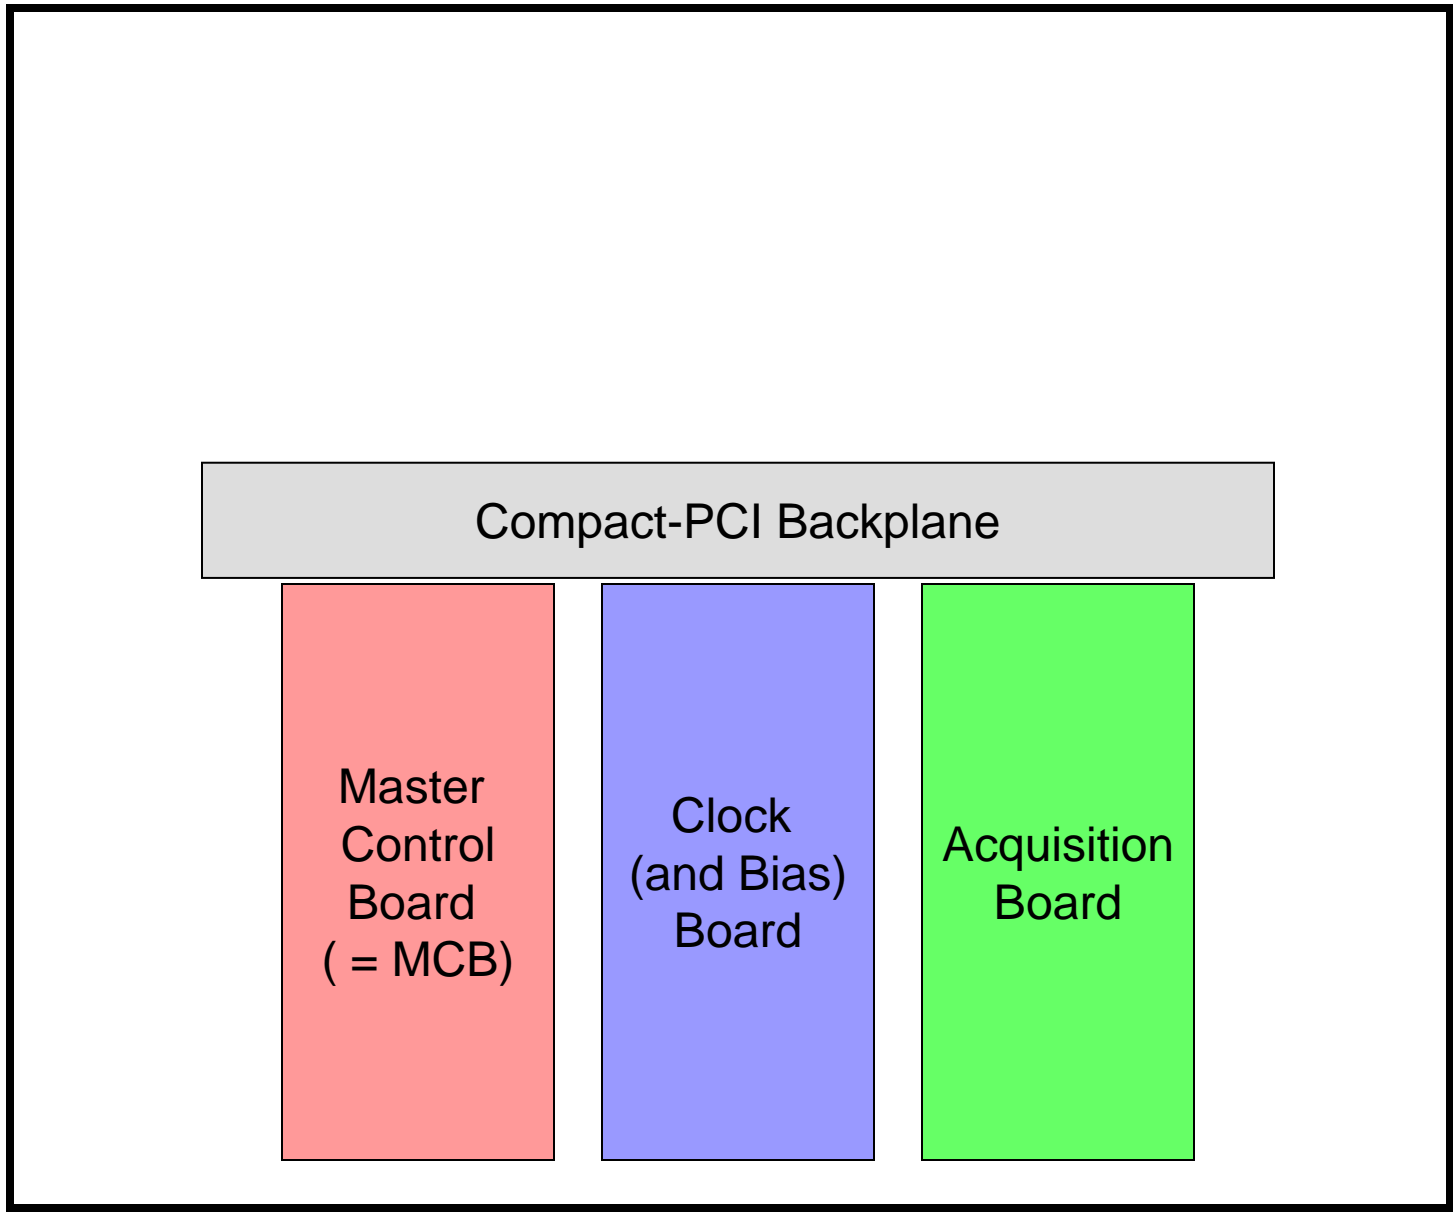 Compact-PCI Backplane
Master
Control
Board
( = MCB)
Clock
(and Bias)
Board
Acquisition
Board